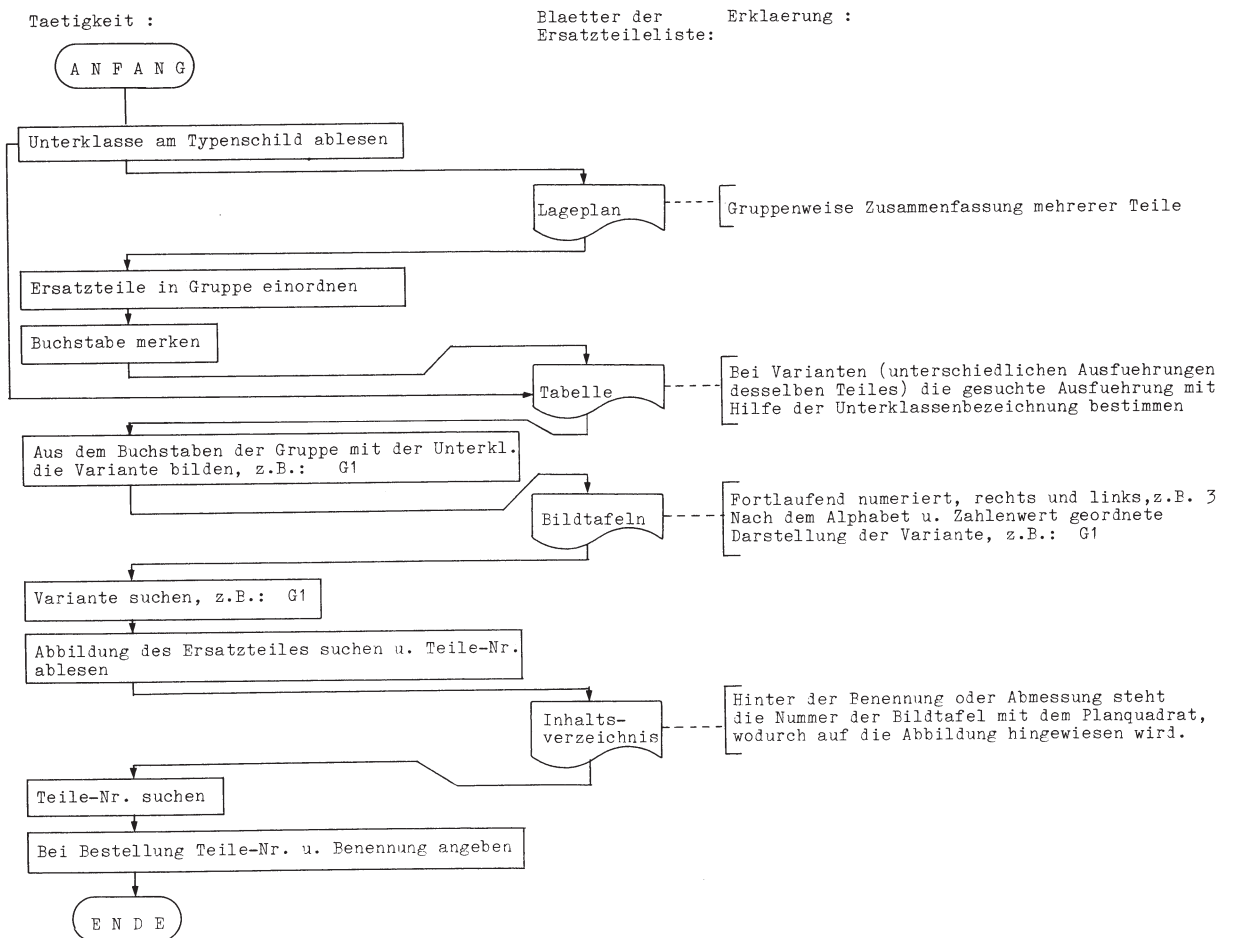 Taetigkeit :
Blaetter der
Ersatzteileliste:
Erklaerung :
A N F A N G
Unterklasse am Typenschild ablesen
Lageplan
Gruppenweise Zusammenfassung mehrerer Teile
Ersatzteile in Gruppe einordnen
Buchstabe merken
Tabelle
Bei Varianten (unterschiedlichen Ausfuehrungen
desselben Teiles) die gesuchte Ausfuehrung mit
Hilfe der Unterklassenbezeichnung bestimmen
Aus dem Buchstaben der Gruppe mit der Unterkl.
die Variante bilden, z.B.: G1
Bildtafeln
Fortlaufend numeriert, rechts und links,z.B. 3
Nach dem Alphabet u. Zahlenwert geordnete
Darstellung der Variante, z.B.: G1
Variante suchen, z.B.: G1
Abbildung des Ersatzteiles suchen u. Teile-Nr.
ablesen
Inhalts-
verzeichnis
Hinter der Benennung oder Abmessung steht
die Nummer der Bildtafel mit dem Planquadrat,
wodurch auf die Abbildung hingewiesen wird.
Teile-Nr. suchen
Bei Bestellung Teile-Nr. u. Benennung angeben
E N D E